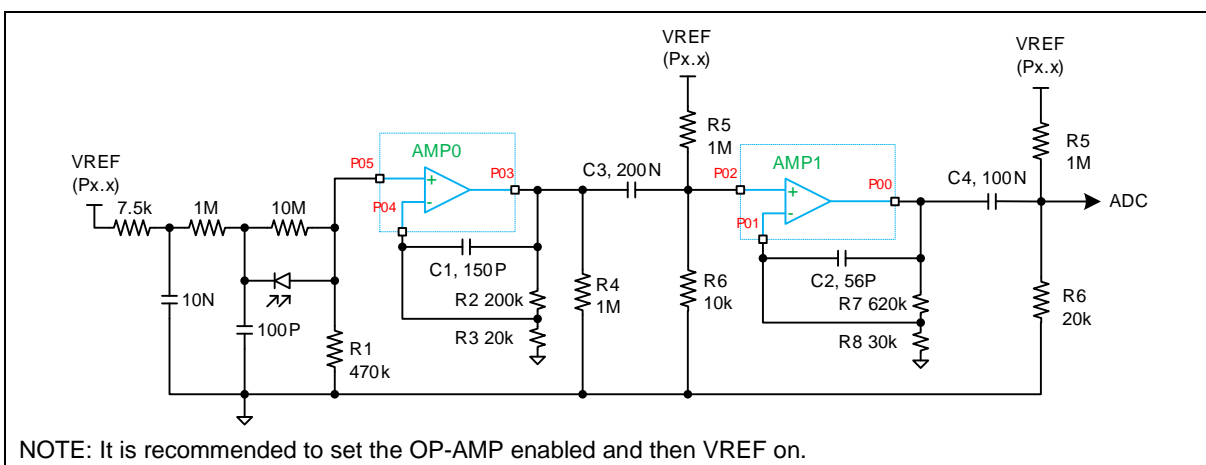 VREF
(Px.x)
7.5k
1M
10M
10N
100P
R1
470k
P05
AMP0
P03
P04
+
-
C1, 150P
R2 200k
R3 20k
R4
1M
C3, 200N
VREF
(Px.x)
R5
1M
R6
10k
P02
AMP1
P00
P01
+
-
C2, 56P
R7 620k
R8 30k
C4, 100N
VREF
(Px.x)
R5
1M
ADC
R6
20k
NOTE: It is recommended to set the OP-AMP enabled and then VREF on.